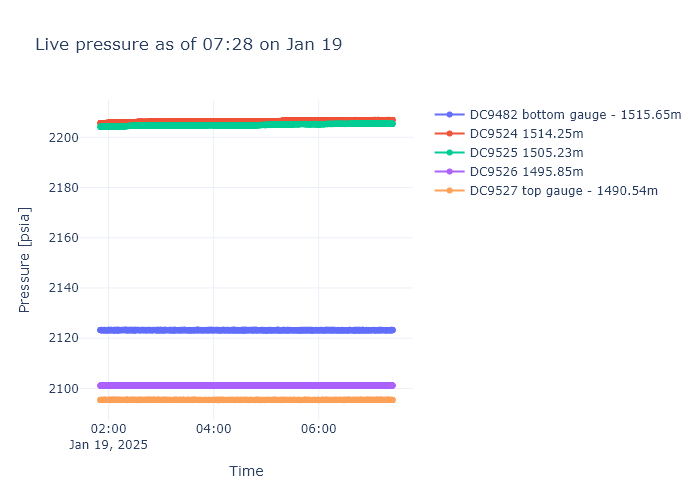 Live pressure as of 07:28 on Jan 19
DC9482 bottom gauge - 1515.65m
DC9524 1514.25m
DC9525 1505.23m
DC9526 1495.85m
DC9527 top gauge - 1490.54m
Pressure [psia]
2200
2180
2160
2140
2120
2100
02:00
Jan 19, 2025
04:00
06:00
Time